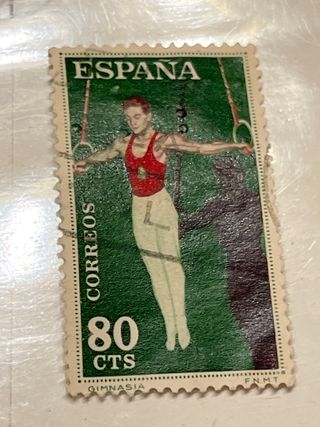 ESPAÑA
CORREOS
80
CTS
GIMNASIA
F.N.M.T